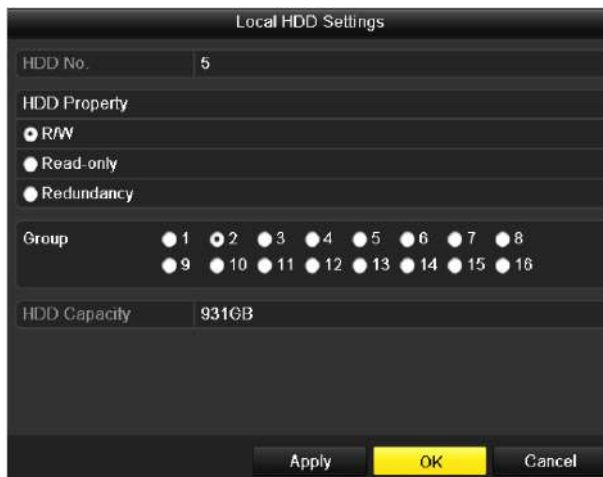 Local HDD Settings
HDD No. 5
HDD Property
R/W
Read-only
Redundancy
Group 1 2 3 4 5 6 7 8
9 10 11 12 13 14 15 16
HDD Capacity 931GB
Apply OK Cancel